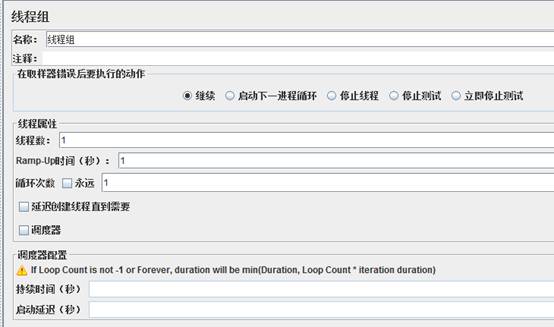 线程组
名称： 线程组
注释：
在取样器错误后要执行的动作
继续 启动下一进程循环 停止线程 停止测试 立即停止测试
线程属性
线程数： 1
Ramp-Up时间（秒）： 1
循环次数 永远 1
延迟创建线程直到需要
调度器
调度器配置
If Loop Count is not -1 or Forever, duration will be min(Duration, Loop Count * iteration duration)
持续时间（秒）
启动延迟（秒）